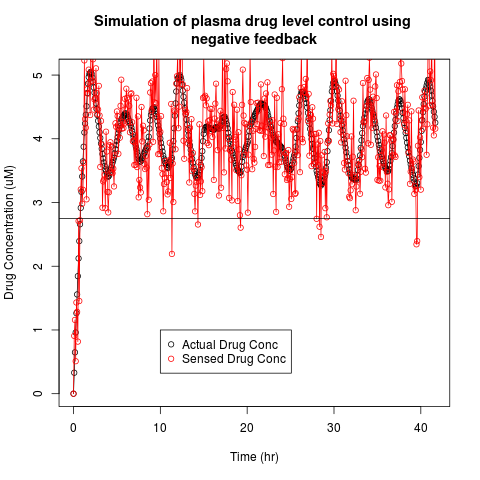 Simulation of plasma drug level control using
negative feedback
Drug Concentration (uM)
5
4
3
2
1
0
Actual Drug Conc
Sensed Drug Conc
0 10 20 30 40
Time (hr)